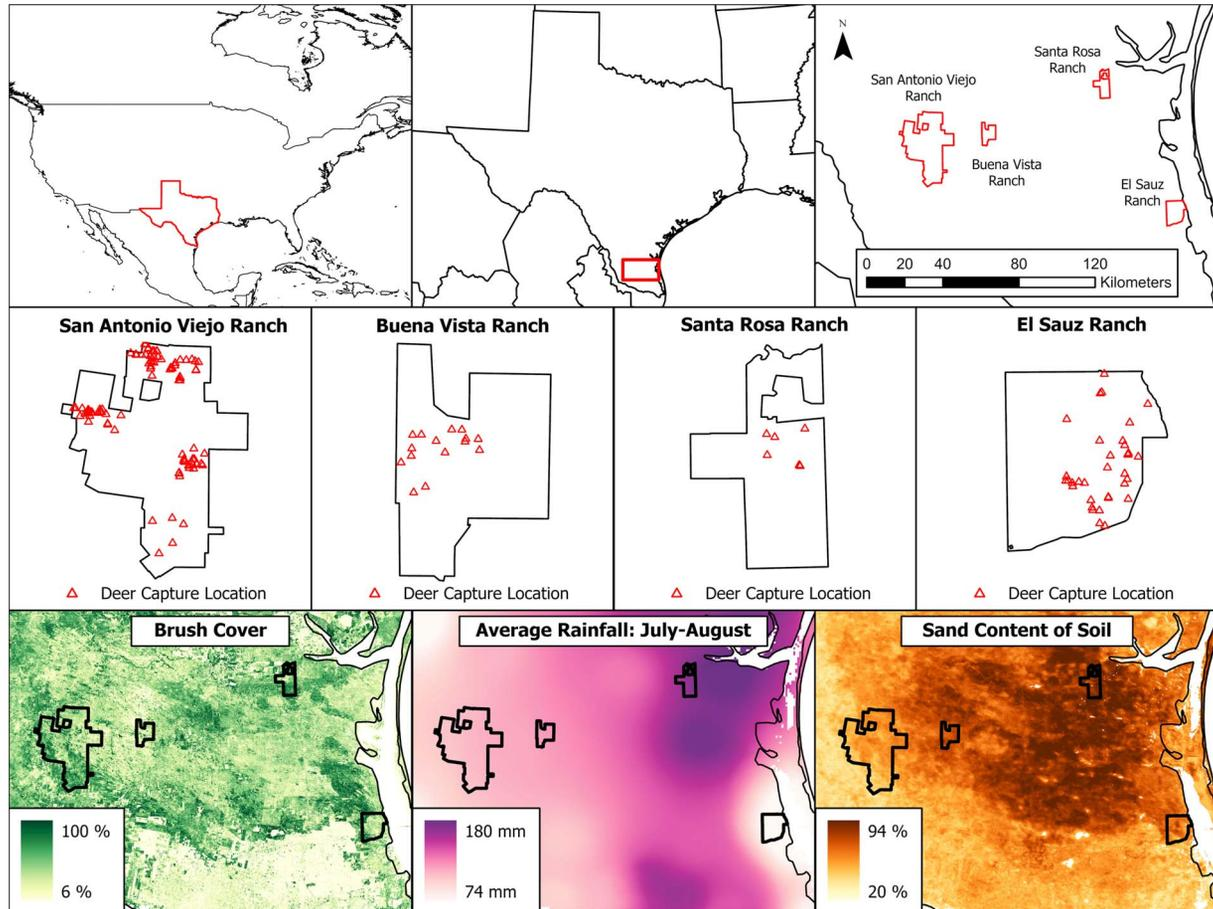 N
Santa Rosa
Ranch
San Antonio Viejo
Ranch
Buena Vista
Ranch
El Sauz
Ranch
0 20 40 80 120
Kilometers
San Antonio Viejo Ranch
Deer Capture Location
Buena Vista Ranch
Deer Capture Location
Santa Rosa Ranch
Deer Capture Location
El Sauz Ranch
Deer Capture Location
Brush Cover
100 %
6 %
Average Rainfall: July-August
180 mm
74 mm
Sand Content of Soil
94 %
20 %